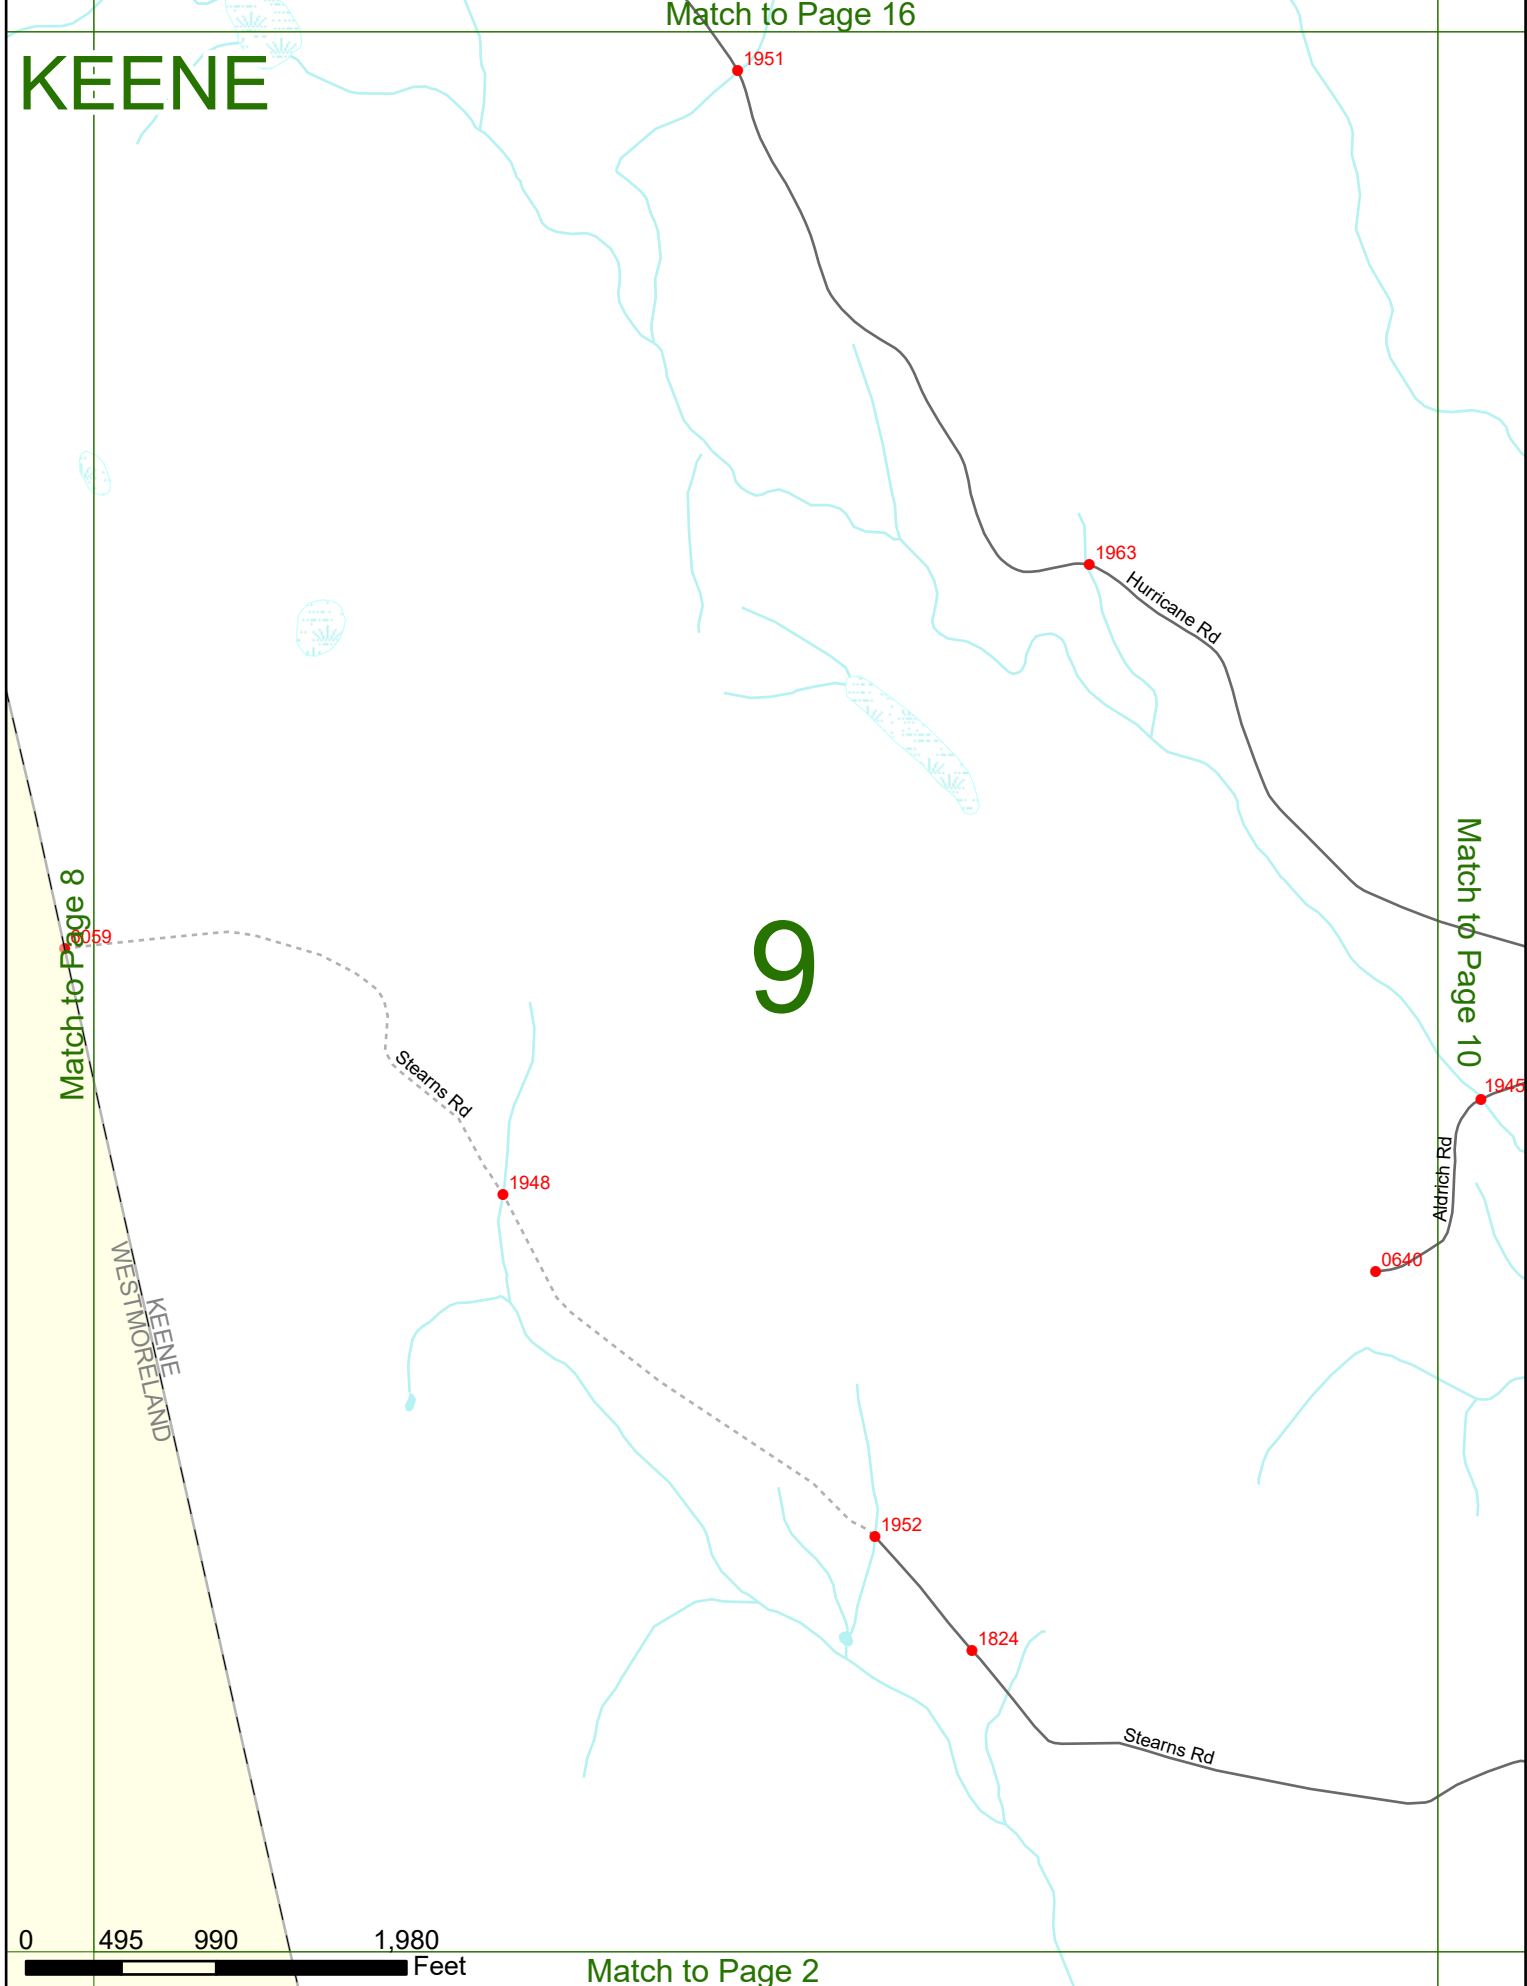 Match to Page 16
KEENE
1951
1963
Hurricane Rd
Match to Page 8
Match to Page 10
9
Stearns Rd
1945
Aldrich Rd
1948
0640
KEENE
WESTMORELAND
1952
1824
Stearns Rd
0 495 990 1,980
Feet
Match to Page 2